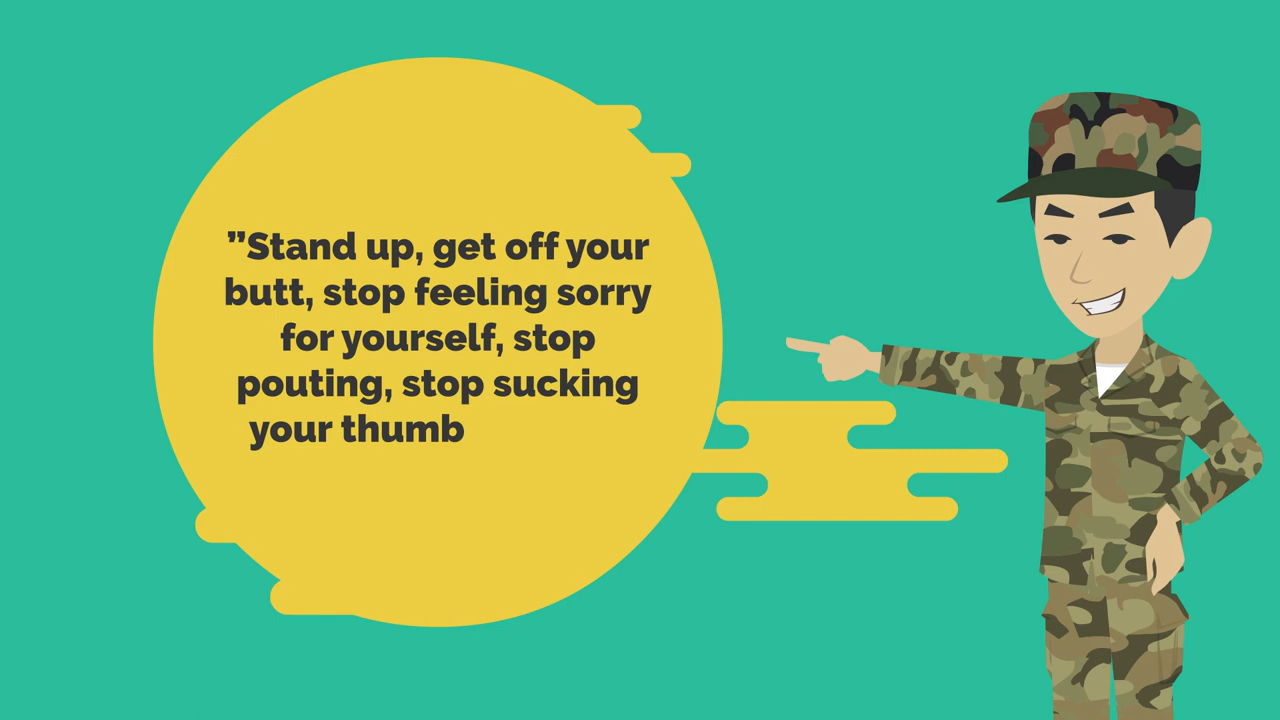 ”Stand up, get off your
butt, stop feeling sorry
for yourself, stop
pouting, stop sucking
your thumb